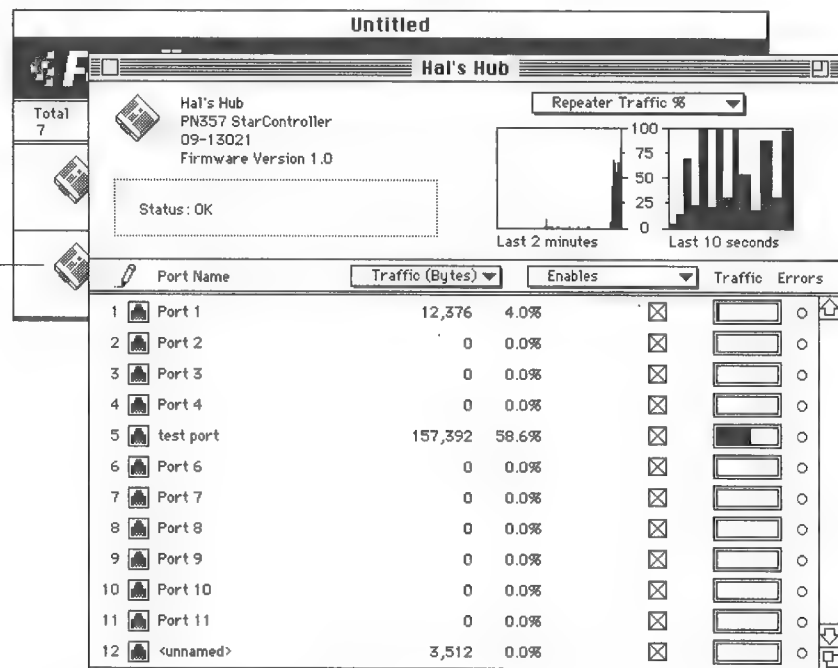 Untitled
F
Hal's Hub
Total
7
Hal's Hub
PN357 StarController
09-13021
Firmware Version 1.0
Status: OK
Repeater Traffic %
100
75
50
25
0
Last 2 minutes
Last 10 seconds
Port Name Traffic (Bytes) Enables Traffic Errors
1 Port 1 12,376 4.0%
2 Port 2 0 0.0%
3 Port 3 0 0.0%
4 Port 4 0 0.0%
5 test port 157,392 58.6%
6 Port 6 0 0.0%
7 Port 7 0 0.0%
8 Port 8 0 0.0%
9 Port 9 0 0.0%
10 Port 10 0 0.0%
11 Port 11 0 0.0%
12 <unnamed> 3,512 0.0%